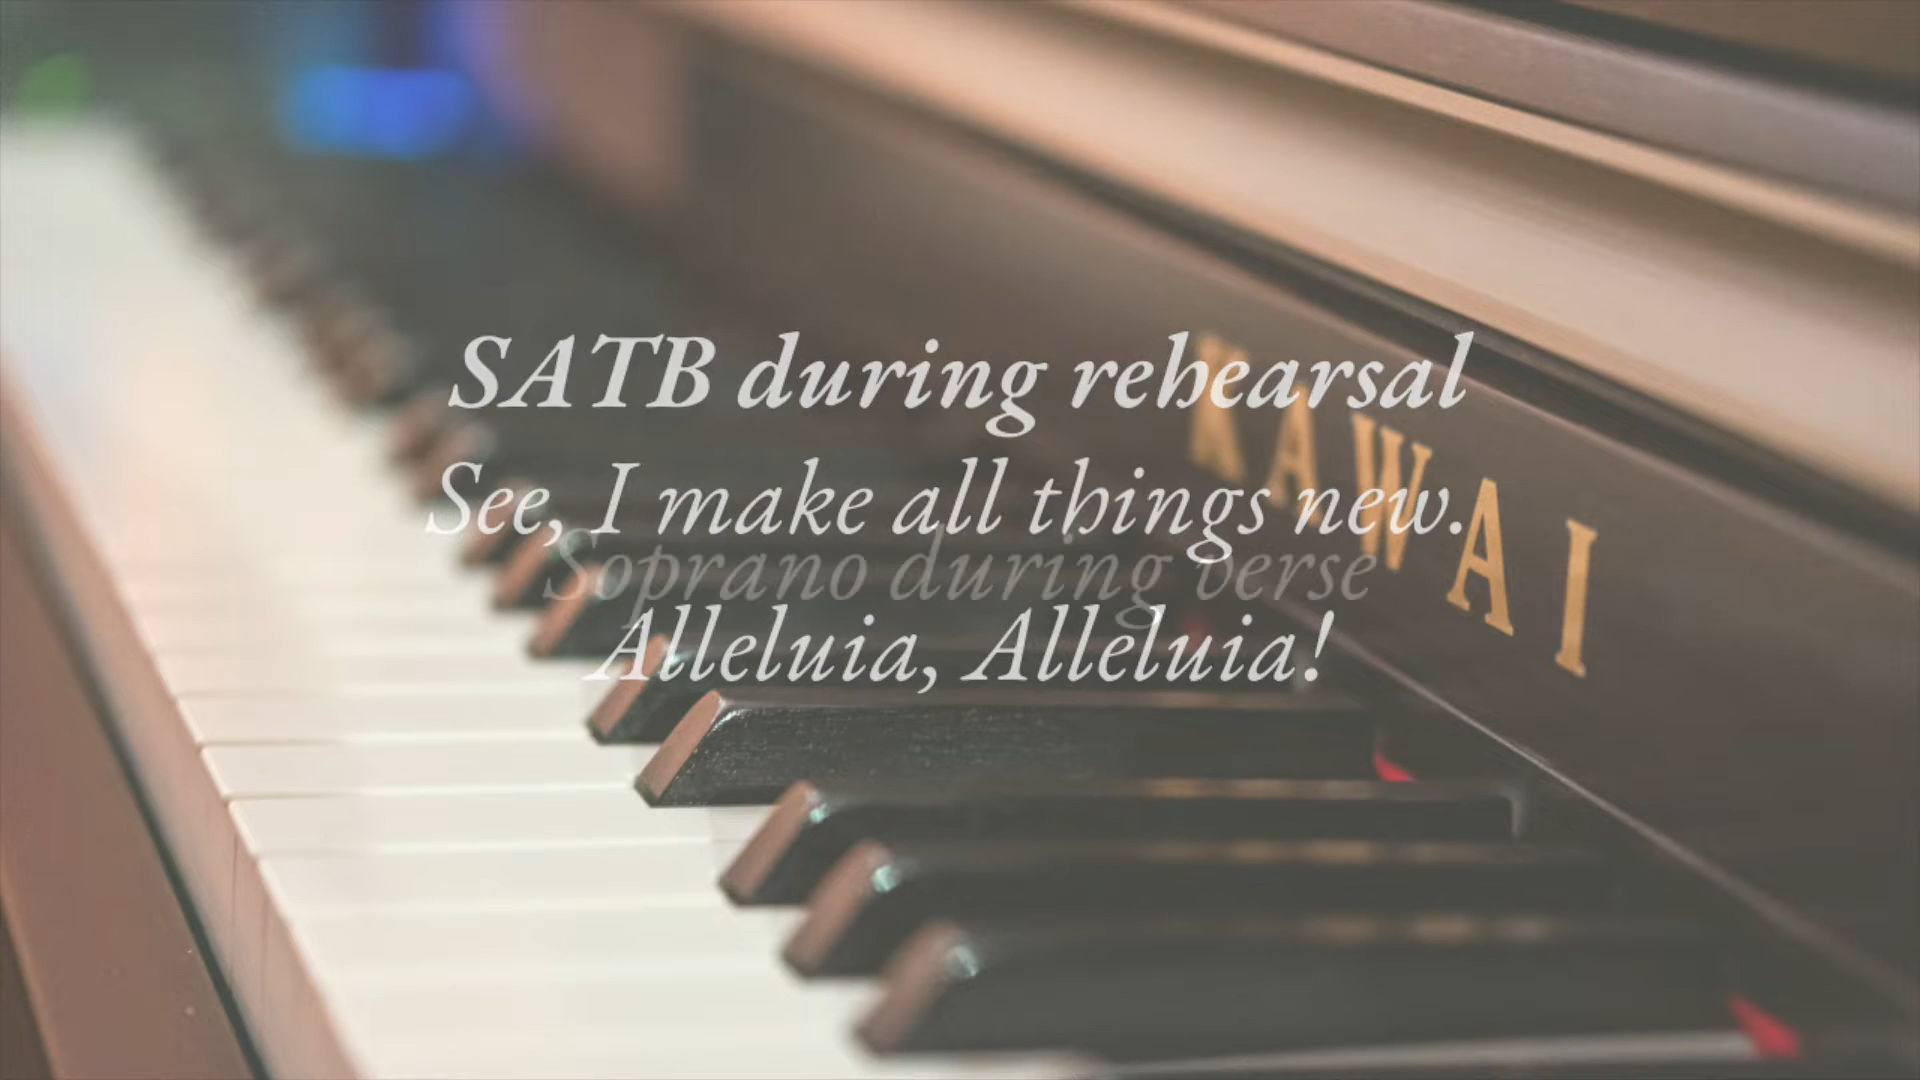 SATB during rehearsal
See, I make all things new.
Soprano during verse
Alleluia, Alleluia!
KAWAI